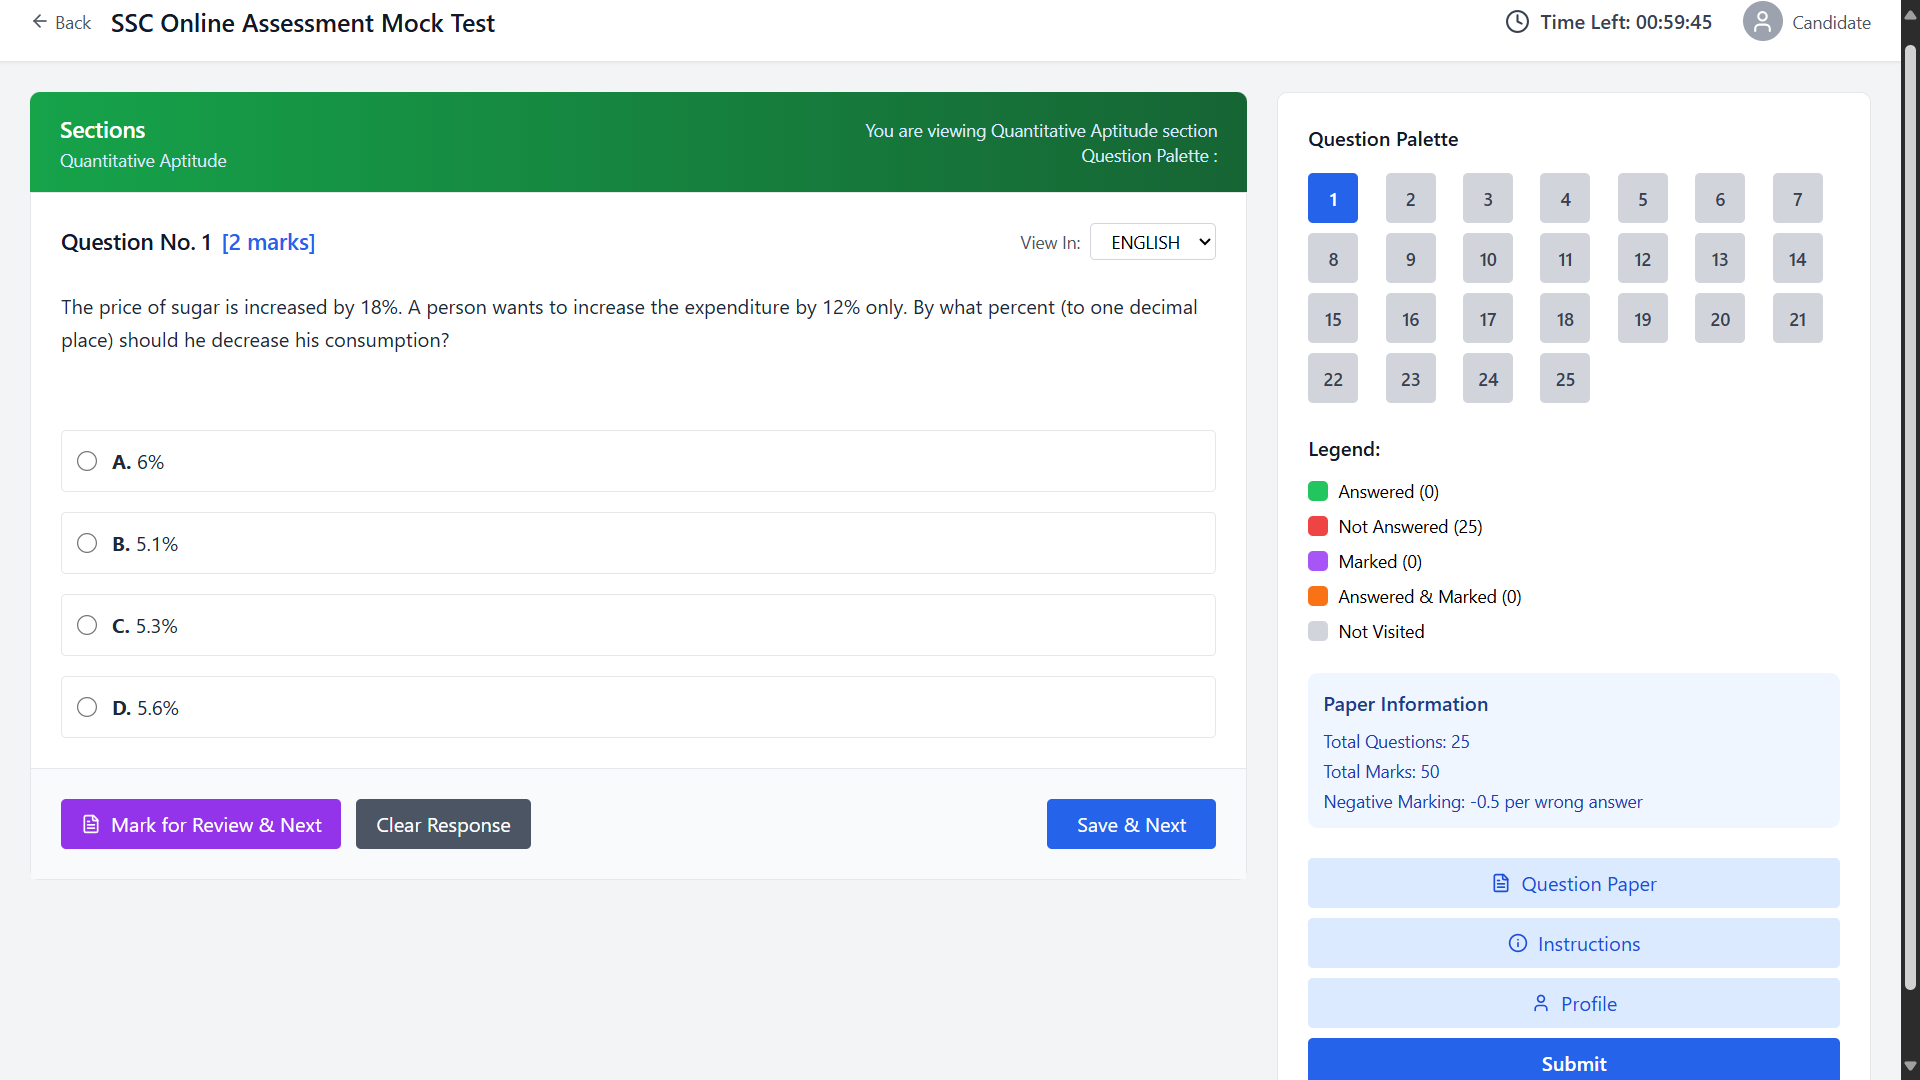 Back
SSC Online Assessment Mock Test
Time Left: 00:59:45
Candidate
Sections
Quantitative Aptitude
You are viewing Quantitative Aptitude section
Question Palette :
Question No. 1 [2 marks]
View In:
ENGLISH
The price of sugar is increased by 18%. A person wants to increase the expenditure by 12% only. By what percent (to one decimal
place) should he decrease his consumption?
A. 6%
B. 5.1%
C. 5.3%
D. 5.6%
Mark for Review & Next
Clear Response
Save & Next
Question Palette
1 2 3 4 5 6 7
8 9 10 11 12 13 14
15 16 17 18 19 20 21
22 23 24 25
Legend:
Answered (0)
Not Answered (25)
Marked (0)
Answered & Marked (0)
Not Visited
Paper Information
Total Questions: 25
Total Marks: 50
Negative Marking: -0.5 per wrong answer
Question Paper
Instructions
Profile
Submit